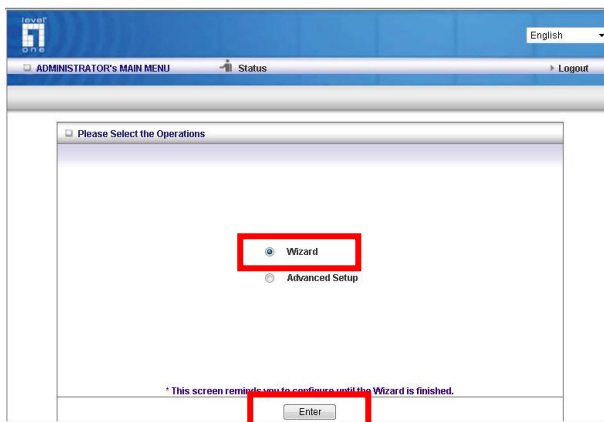 level
one
English
ADMINISTRATOR's MAIN MENU Status Logout
Please Select the Operations
Wizard
Advanced Setup
* This screen reminds you to configure until the Wizard is finished.
Enter